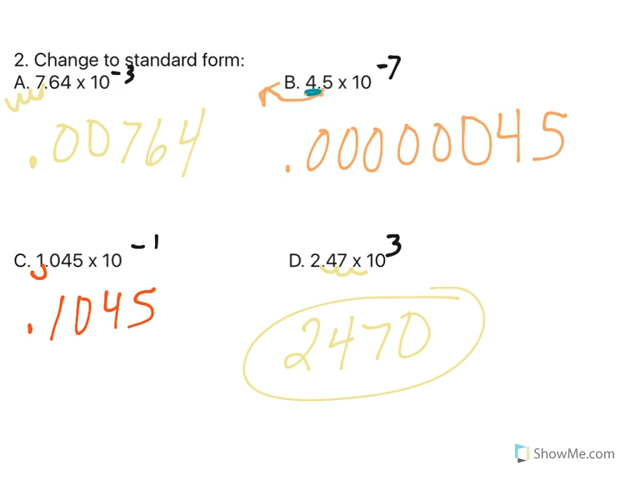 2. Change to standard form:
A. 7.64 x 10⁻³ B. 4.5 x 10⁻⁷
.00764 .00000045
C. 1.045 x 10⁻¹ D. 2.47 x 10³
.1045 2470
ShowMe.com